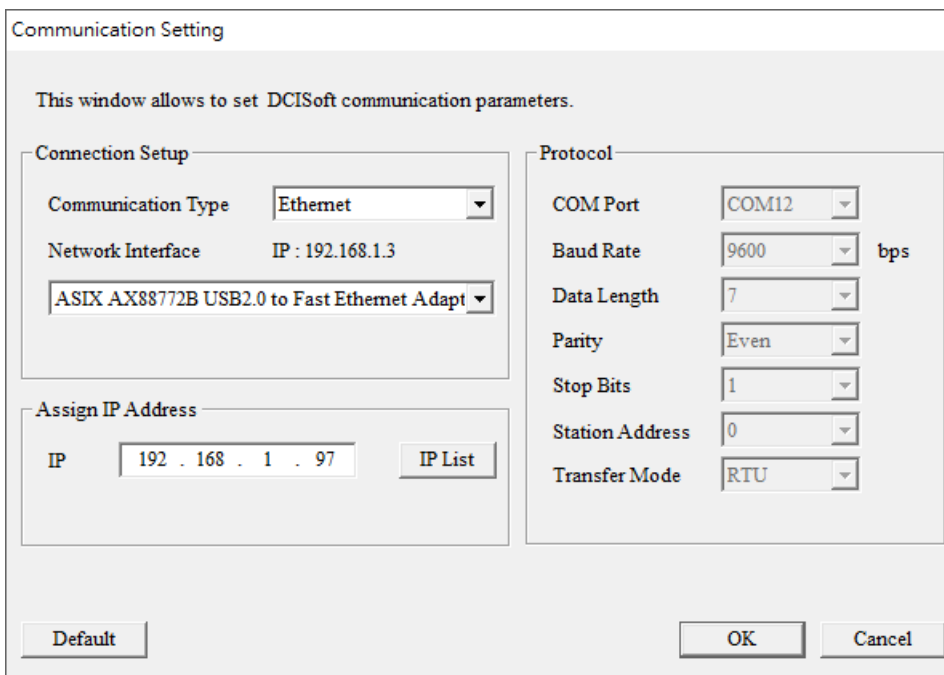 Communication Setting
This window allows to set DCISoft communication parameters.
Connection Setup
Communication Type Ethernet
Network Interface IP : 192.168.1.3
ASIX AX88772B USB2.0 to Fast Ethernet Adapt
Assign IP Address
IP 192 . 168 . 1 . 97 IP List
Protocol
COM Port COM12
Baud Rate 9600 bps
Data Length 7
Parity Even
Stop Bits 1
Station Address 0
Transfer Mode RTU
Default OK Cancel